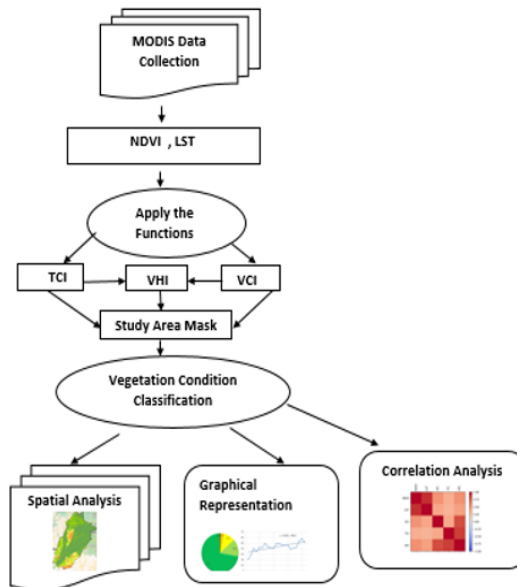 MODIS Data
Collection
NDVI , LST
Apply the
Functions
TCI
VHI
VCI
Study Area Mask
Vegetation Condition
Classification
Spatial Analysis
Graphical
Representation
Correlation Analysis